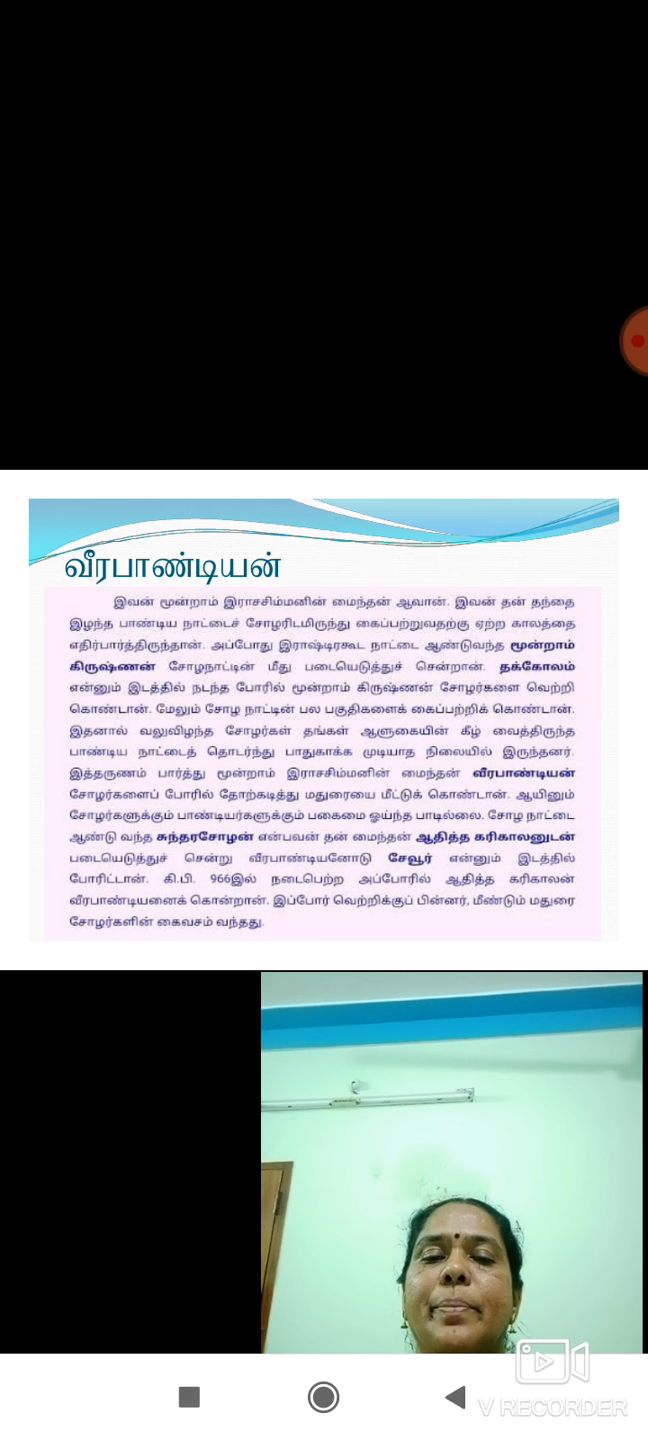 வீரபாண்டியன்
இவன் மூன்றாம் இராசசிம்மனின் மைந்தன் ஆவான். இவன் தன் தந்தை
இழந்த பாண்டிய நாட்டைச் சோழரிடமிருந்து கைப்பற்றுவதற்கு ஏற்ற காலத்தை
எதிர்பார்த்திருந்தான். அப்போது இராஷ்டிரகூட நாட்டை ஆண்டுவந்த மூன்றாம்
கிருஷ்ணன் சோழநாட்டின் மீது படையெடுத்துச் சென்றான். தக்கோலம்
என்னும் இடத்தில் நடந்த போரில் மூன்றாம் கிருஷ்ணன் சோழர்களை வெற்றி
கொண்டான். மேலும் சோழ நாட்டின் பல பகுதிகளைக் கைப்பற்றிக் கொண்டான்.
இதனால் வலுவிழந்த சோழர்கள் தங்கள் ஆளுகையின் கீழ் வைத்திருந்த
பாண்டிய நாட்டைத் தொடர்ந்து பாதுகாக்க முடியாத நிலையில் இருந்தனர்.
இத்தருணம் பார்த்து மூன்றாம் இராசசிம்மனின் மைந்தன் வீரபாண்டியன்
சோழர்களைப் போரில் தோற்கடித்து மதுரையை மீட்டுக் கொண்டான். ஆயினும்
சோழர்களுக்கும் பாண்டியர்களுக்கும் பகைமை ஓய்ந்த பாடில்லை. சோழ நாட்டை
ஆண்டு வந்த சுந்தரசோழன் என்பவன் தன் மைந்தன் ஆதித்த கரிகாலனுடன்
படையெடுத்துச் சென்று வீரபாண்டியனோடு சேவூர் என்னும் இடத்தில்
போரிட்டான். கி.பி. 966இல் நடைபெற்ற அப்போரில் ஆதித்த கரிகாலன்
வீரபாண்டியனைக் கொன்றான். இப்போர் வெற்றிக்குப் பின்னர், மீண்டும் மதுரை
சோழர்களின் கைவசம் வந்தது.
V RECORDER